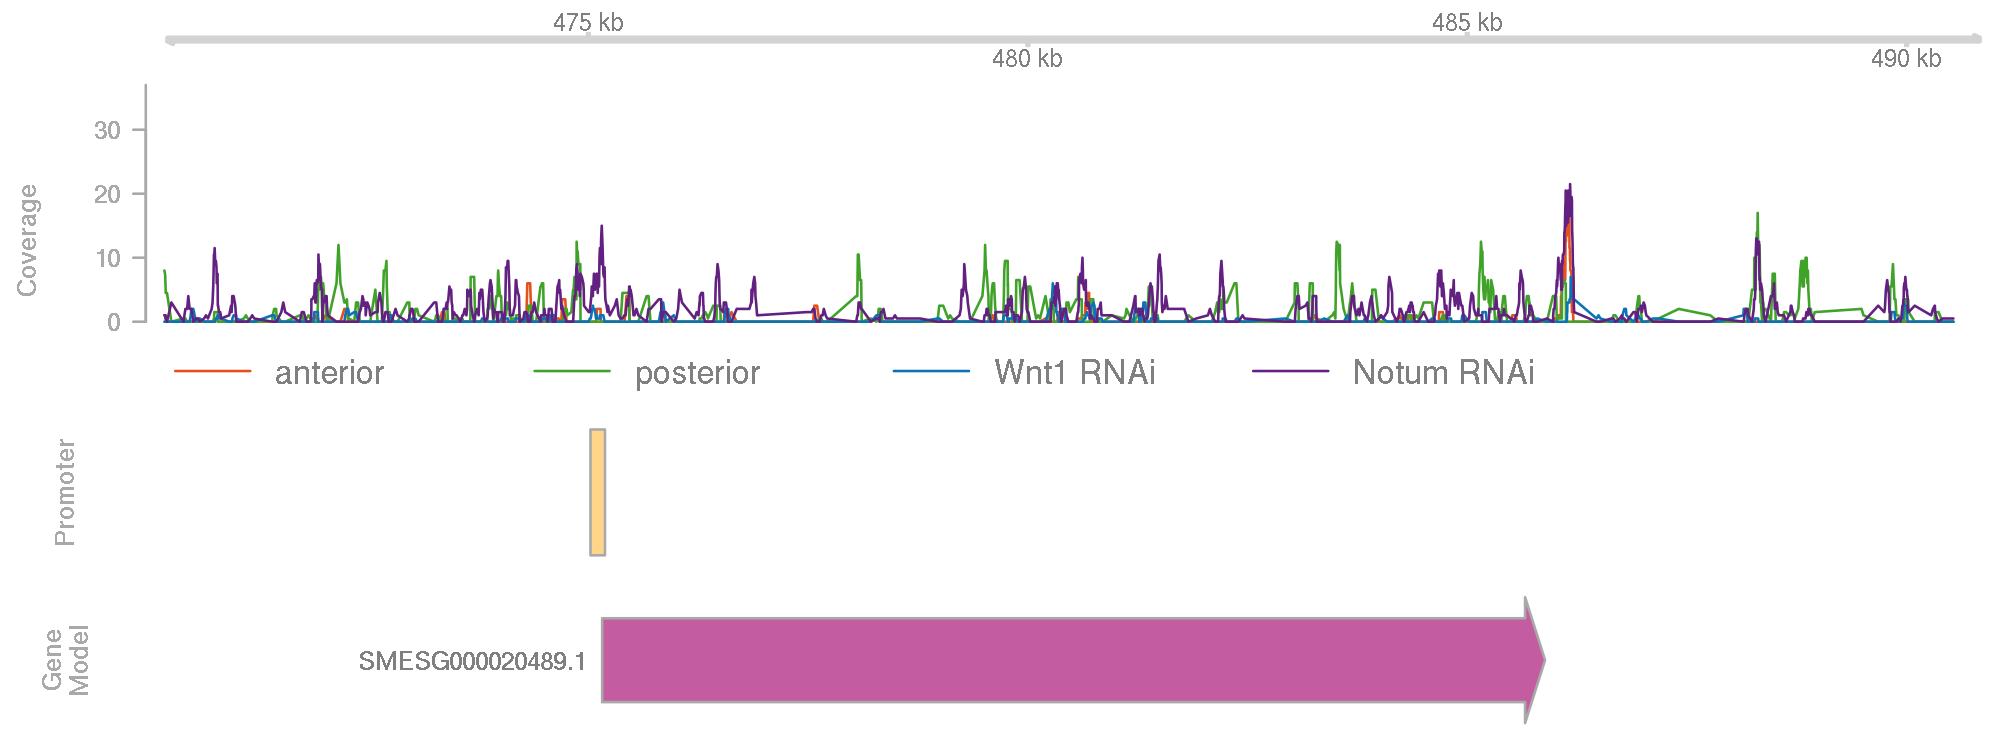 475 kb
485 kb
480 kb
490 kb
Coverage
30
20
10
0
anterior
posterior
Wnt1 RNAi
Notum RNAi
Promoter
Gene
Model
SMESG000020489.1